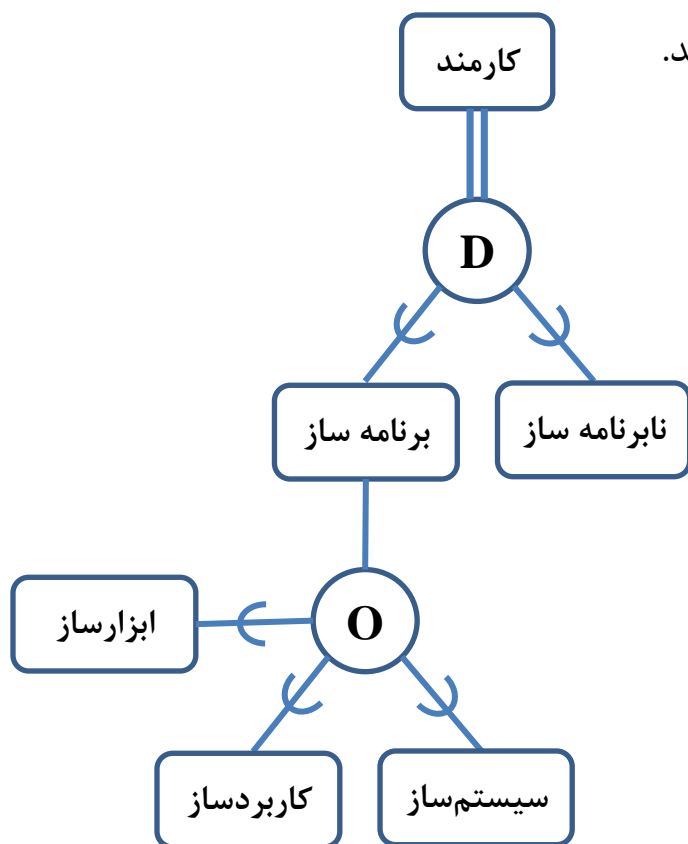 کارمند
د.
D
برنامه ساز
نابرنامه ساز
O
ابزارساز
کاربردساز
سیستم‌ساز